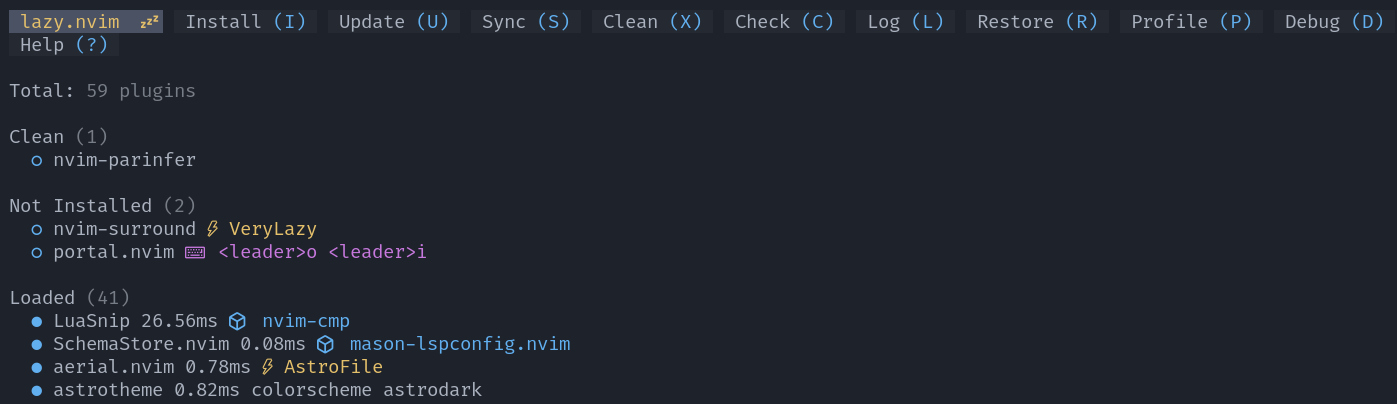 lazy.nvim zzz Install (I) Update (U) Sync (S) Clean (X) Check (C) Log (L) Restore (R) Profile (P) Debug (D)
Help (?)
Total: 59 plugins
Clean (1)
nvim-parinfer
Not Installed (2)
nvim-surround VeryLazy
portal.nvim <leader>o <leader>i
Loaded (41)
LuaSnip 26.56ms nvim-cmp
SchemaStore.nvim 0.08ms mason-lspconfig.nvim
aerial.nvim 0.78ms AstroFile
astrotheme 0.82ms colorscheme astrodark